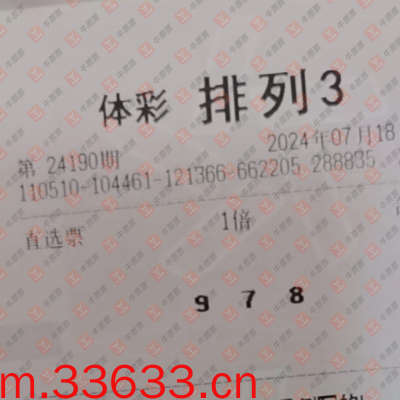 体彩 排列3
第 24190期 2024年07月18
110510-104461-121366-662205 288835
直选票 1倍
9 7 8
m.33633.cn